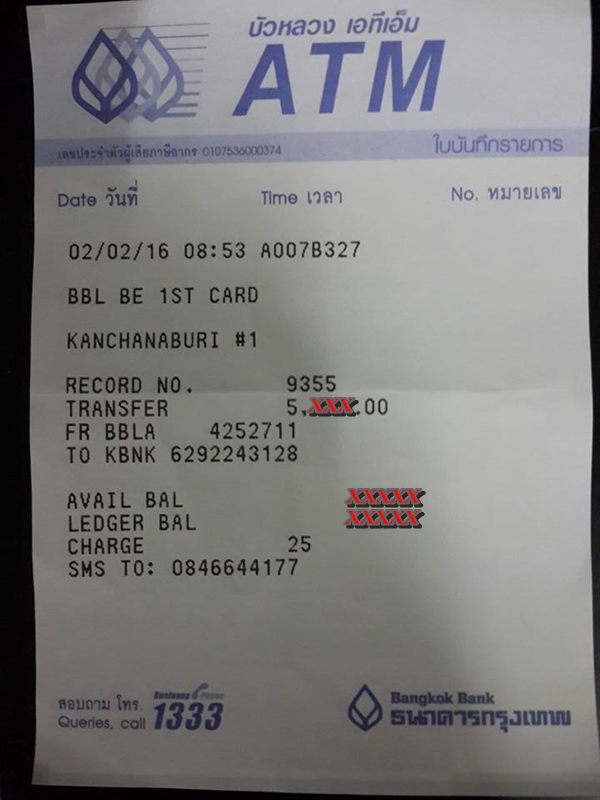 บัวหลวง เอทีเอ็ม
ATM
เลขประจำตัวผู้เสียภาษีอากร 0107536000374 ใบบันทึกรายการ
Date วันที่ Time เวลา No. หมายเลข
02/02/16 08:53 A007B327
BBL BE 1ST CARD
KANCHANABURI #1
RECORD NO. 9355
TRANSFER 5,XXX.00
FR BBLA 4252711
TO KBNK 6292243128
AVAIL BAL XXXXX
LEDGER BAL XXXXX
CHARGE 25
SMS TO: 0846644177
สอบถาม โทร. Bualuang Phone
Queries, call 1333
Bangkok Bank
ธนาคารกรุงเทพ